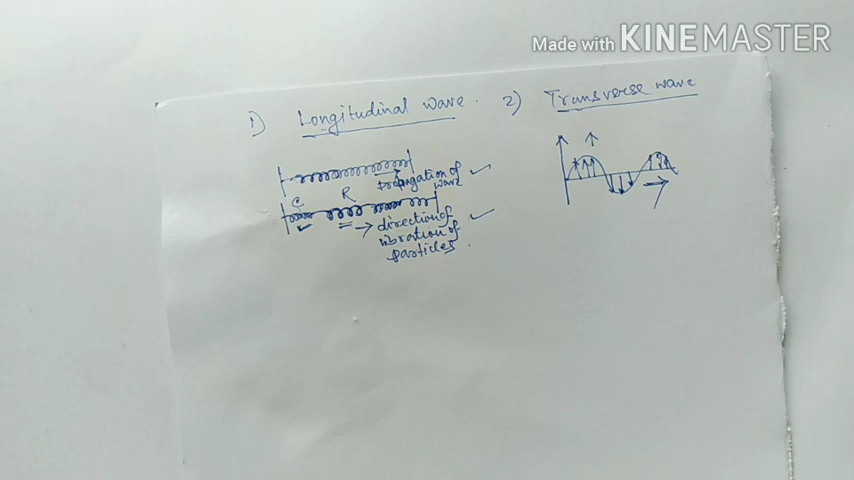 Made with KINEMASTER
1) Longitudinal wave. 2) Transverse wave
propagation of
wave
C
R
direction of
vibration of
particles.